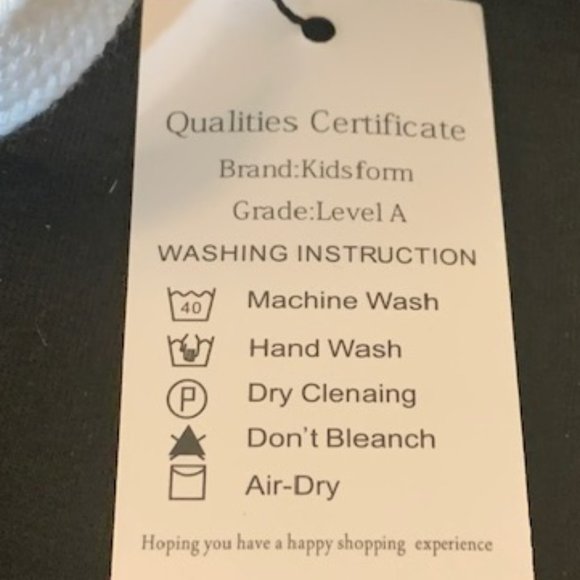 Qualities Certificate
Brand:Kidsform
Grade:Level A
WASHING INSTRUCTION
40 Machine Wash
Hand Wash
P Dry Clenaing
Don't Bleanch
Air-Dry
Hoping you have a happy shopping experience